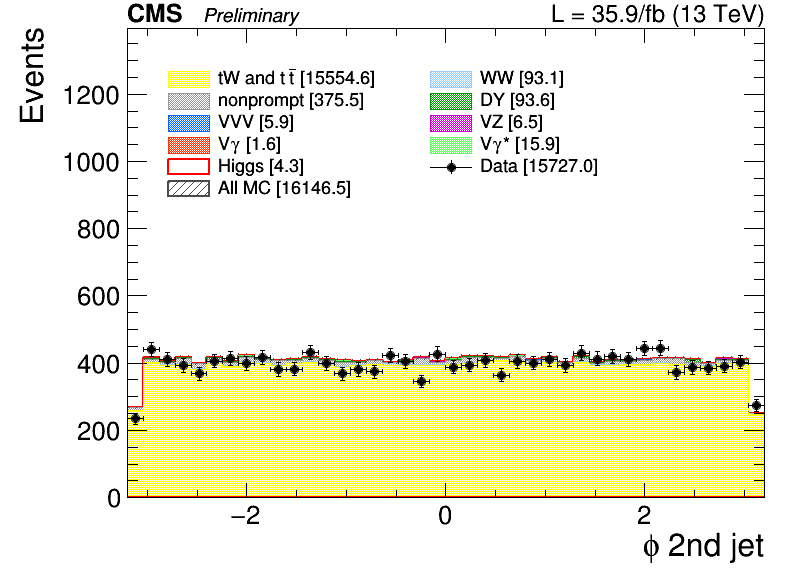 CMS Preliminary L = 35.9/fb (13 TeV)
Events
tW and t t̅ [15554.6]
nonprompt [375.5]
VVV [5.9]
Vγ [1.6]
Higgs [4.3]
All MC [16146.5]
WW [93.1]
DY [93.6]
VZ [6.5]
Vγ* [15.9]
Data [15727.0]
1200
1000
800
600
400
200
0
−2 0 2
ϕ 2nd jet